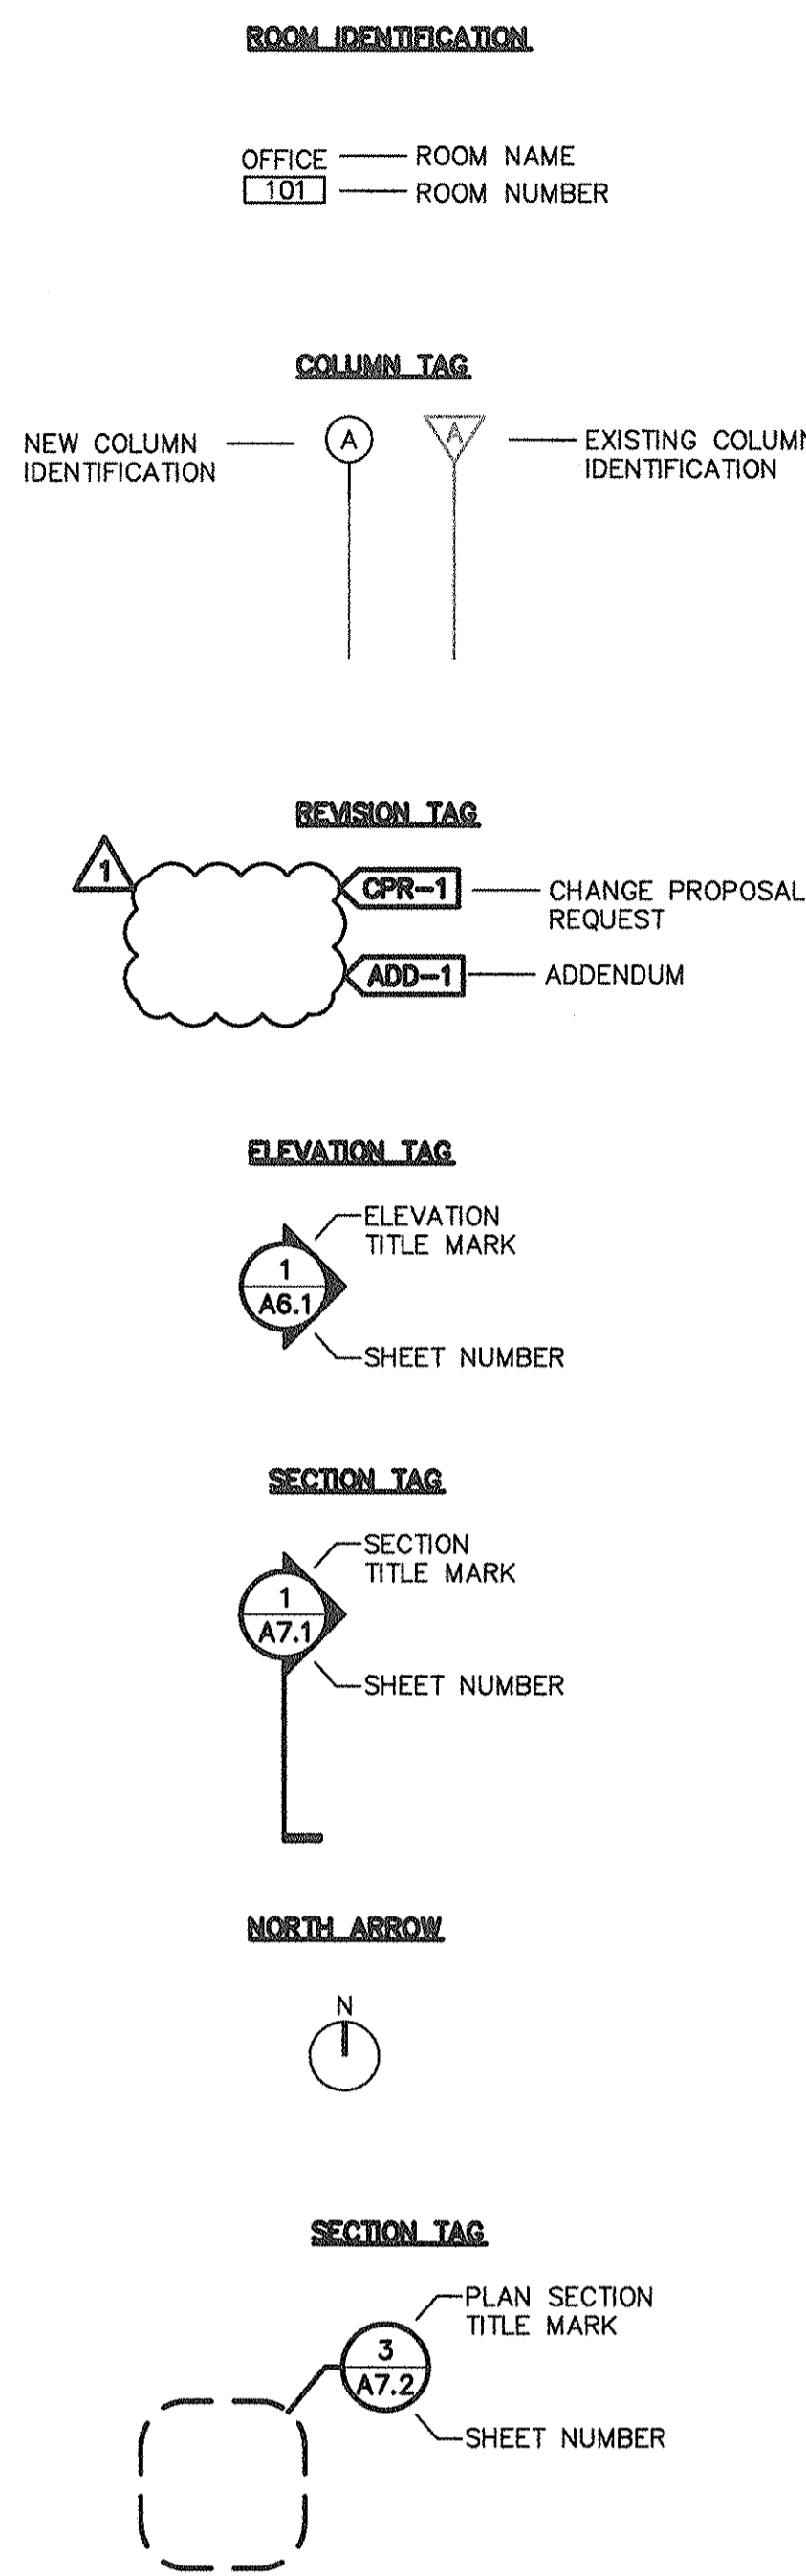 ROOM IDENTIFICATION
OFFICE ROOM NAME
101 ROOM NUMBER
COLUMN TAG
NEW COLUMN
IDENTIFICATION
A
A
EXISTING COLUMN
IDENTIFICATION
REVISION TAG
1
CPR-1
CHANGE PROPOSAL
REQUEST
ADD-1
ADDENDUM
ELEVATION TAG
ELEVATION
TITLE MARK
1
A6.1
SHEET NUMBER
SECTION TAG
SECTION
TITLE MARK
1
A7.1
SHEET NUMBER
NORTH ARROW
N
SECTION TAG
PLAN SECTION
TITLE MARK
3
A7.2
SHEET NUMBER